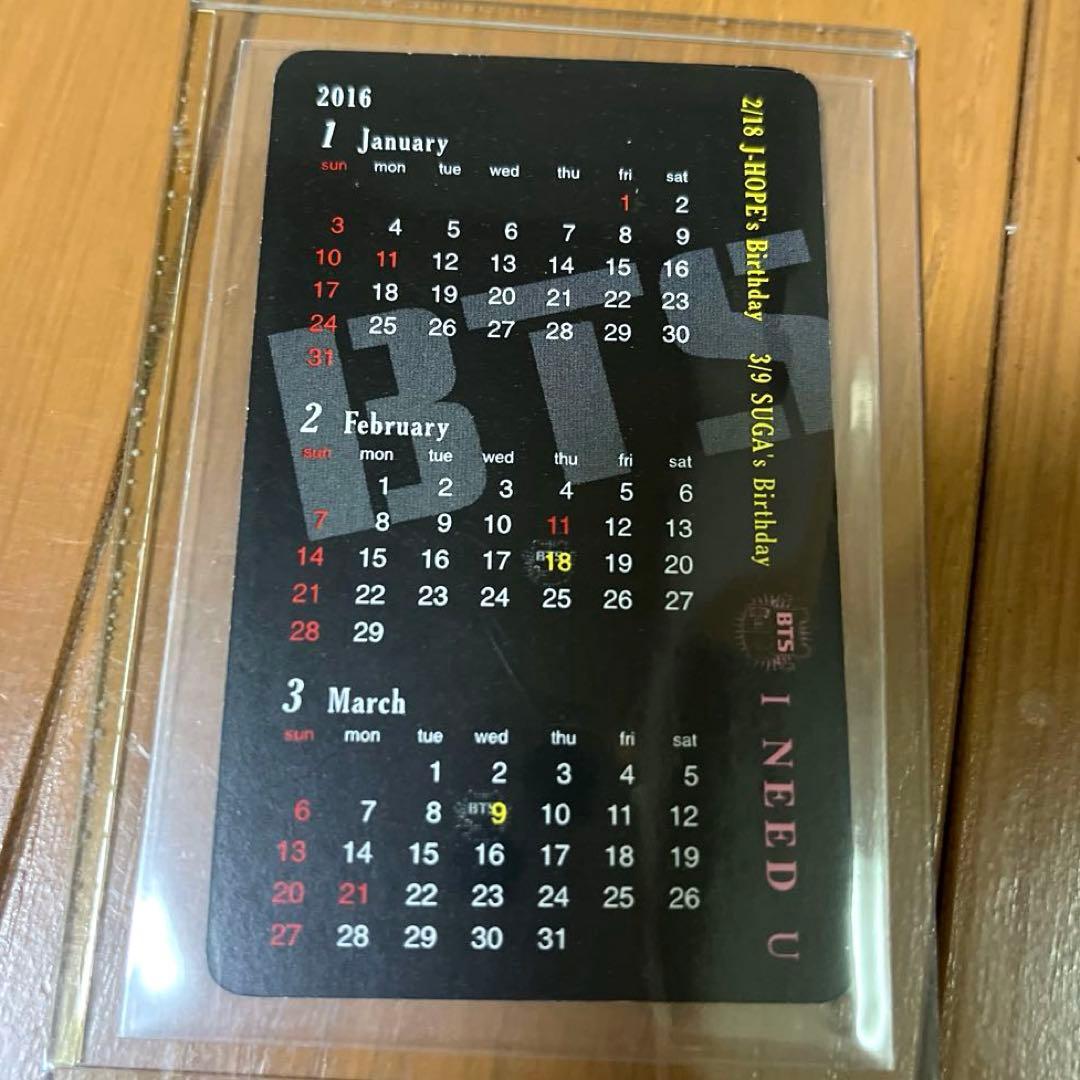 2016
1 January
sun mon tue wed thu fri sat
1 2
3 4 5 6 7 8 9
10 11 12 13 14 15 16
17 18 19 20 21 22 23
24 25 26 27 28 29 30
31
2 February
sun mon tue wed thu fri sat
1 2 3 4 5 6
7 8 9 10 11 12 13
14 15 16 17 BTS 18 19 20
21 22 23 24 25 26 27
28 29
3 March
sun mon tue wed thu fri sat
1 2 3 4 5
6 7 8 BTS 9 10 11 12
13 14 15 16 17 18 19
20 21 22 23 24 25 26
27 28 29 30 31
BTS
2/18 J-HOPE's Birthday 3/9 SUGA's Birthday
BTS I NEED U